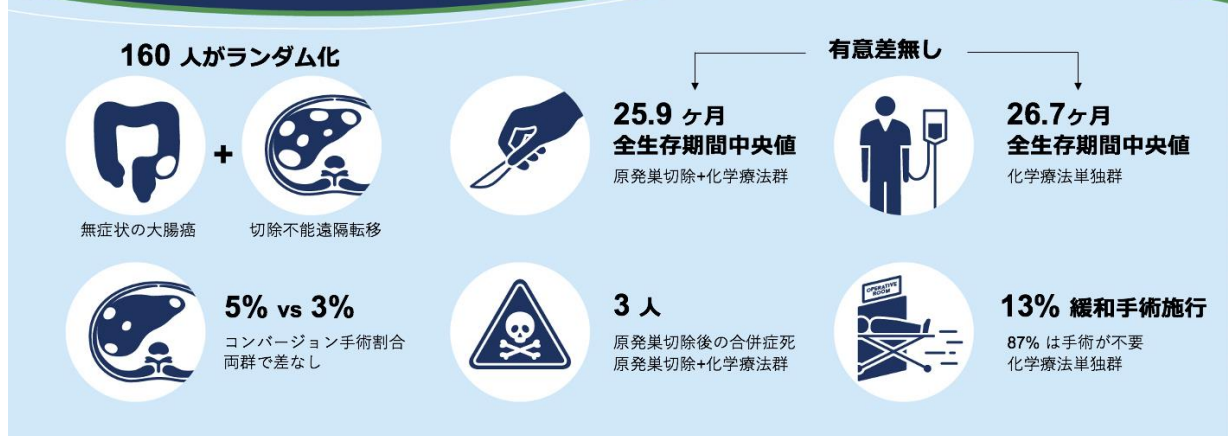 160 人がランダム化
+
無症状の大腸癌
切除不能遠隔転移
有意差無し
25.9 ヶ月
全生存期間中央値
原発巣切除+化学療法群
26.7ヶ月
全生存期間中央値
化学療法単独群
5% vs 3%
コンバージョン手術割合
両群で差なし
3 人
原発巣切除後の合併症死
原発巣切除+化学療法群
OPERATIVE
ROOM
13% 緩和手術施行
87% は手術が不要
化学療法単独群